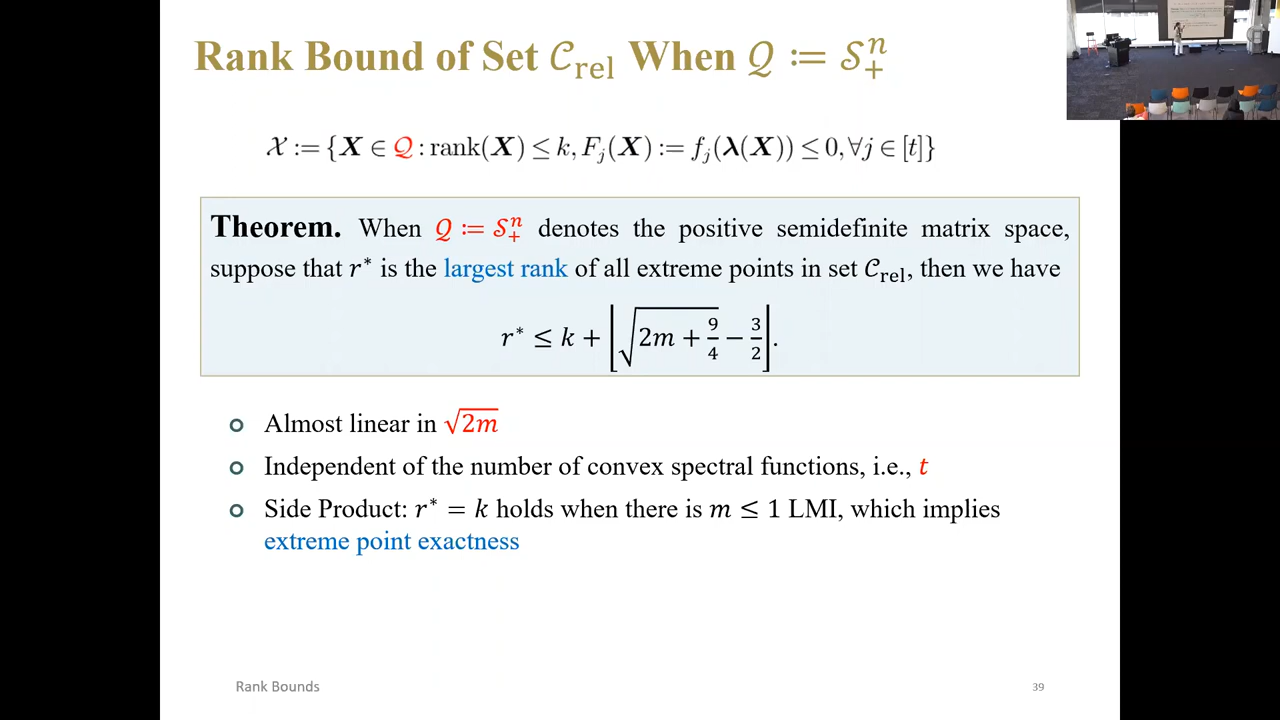 Rank Bound of Set 𝒞_rel When 𝒬 ≔ 𝒮₊ⁿ
𝒳 := {𝑿 ∈ 𝒬 : rank(𝑿) ≤ k, F_j(𝑿) := f_j(𝝀(𝑿)) ≤ 0, ∀j ∈ [t]}
Theorem. When 𝒬 ≔ 𝒮₊ⁿ denotes the positive semidefinite matrix space,
suppose that r* is the largest rank of all extreme points in set 𝒞_rel, then we have
r* ≤ k + ⌊√(2m + 9/4) − 3/2⌋.
Almost linear in √2m
Independent of the number of convex spectral functions, i.e., t
Side Product: r* = k holds when there is m ≤ 1 LMI, which implies
extreme point exactness
Rank Bounds
39